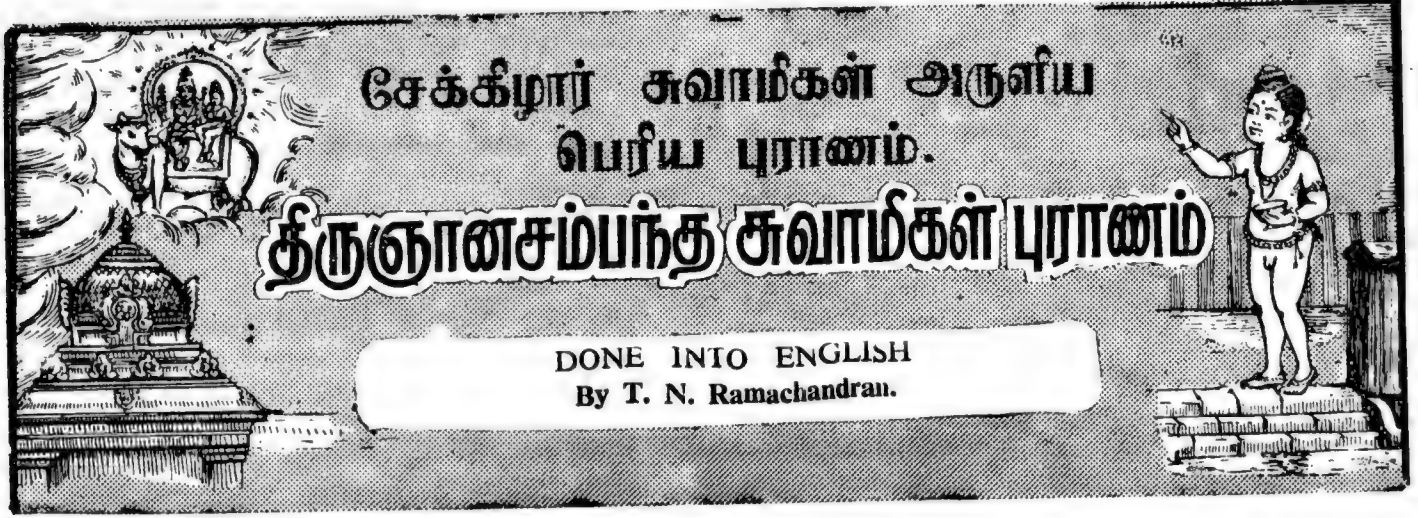 சேக்கிழார் சுவாமிகள் அருளிய
பெரிய புராணம்.
திருஞானசம்பந்த சுவாமிகள் புராணம்
DONE INTO ENGLISH
By T. N. Ramachandran.